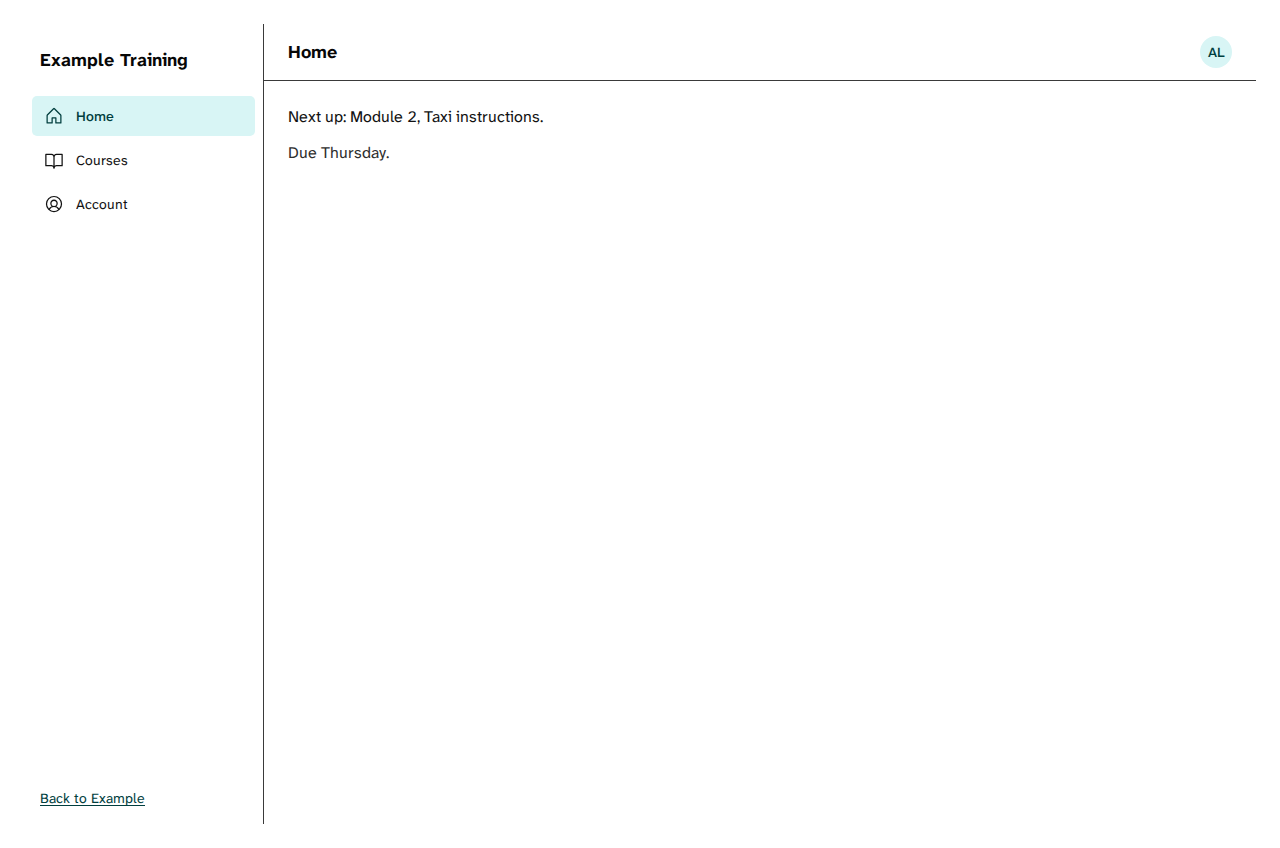 Example Training
Home
Courses
Account
Back to Example
Home
AL
Next up: Module 2, Taxi instructions.
Due Thursday.